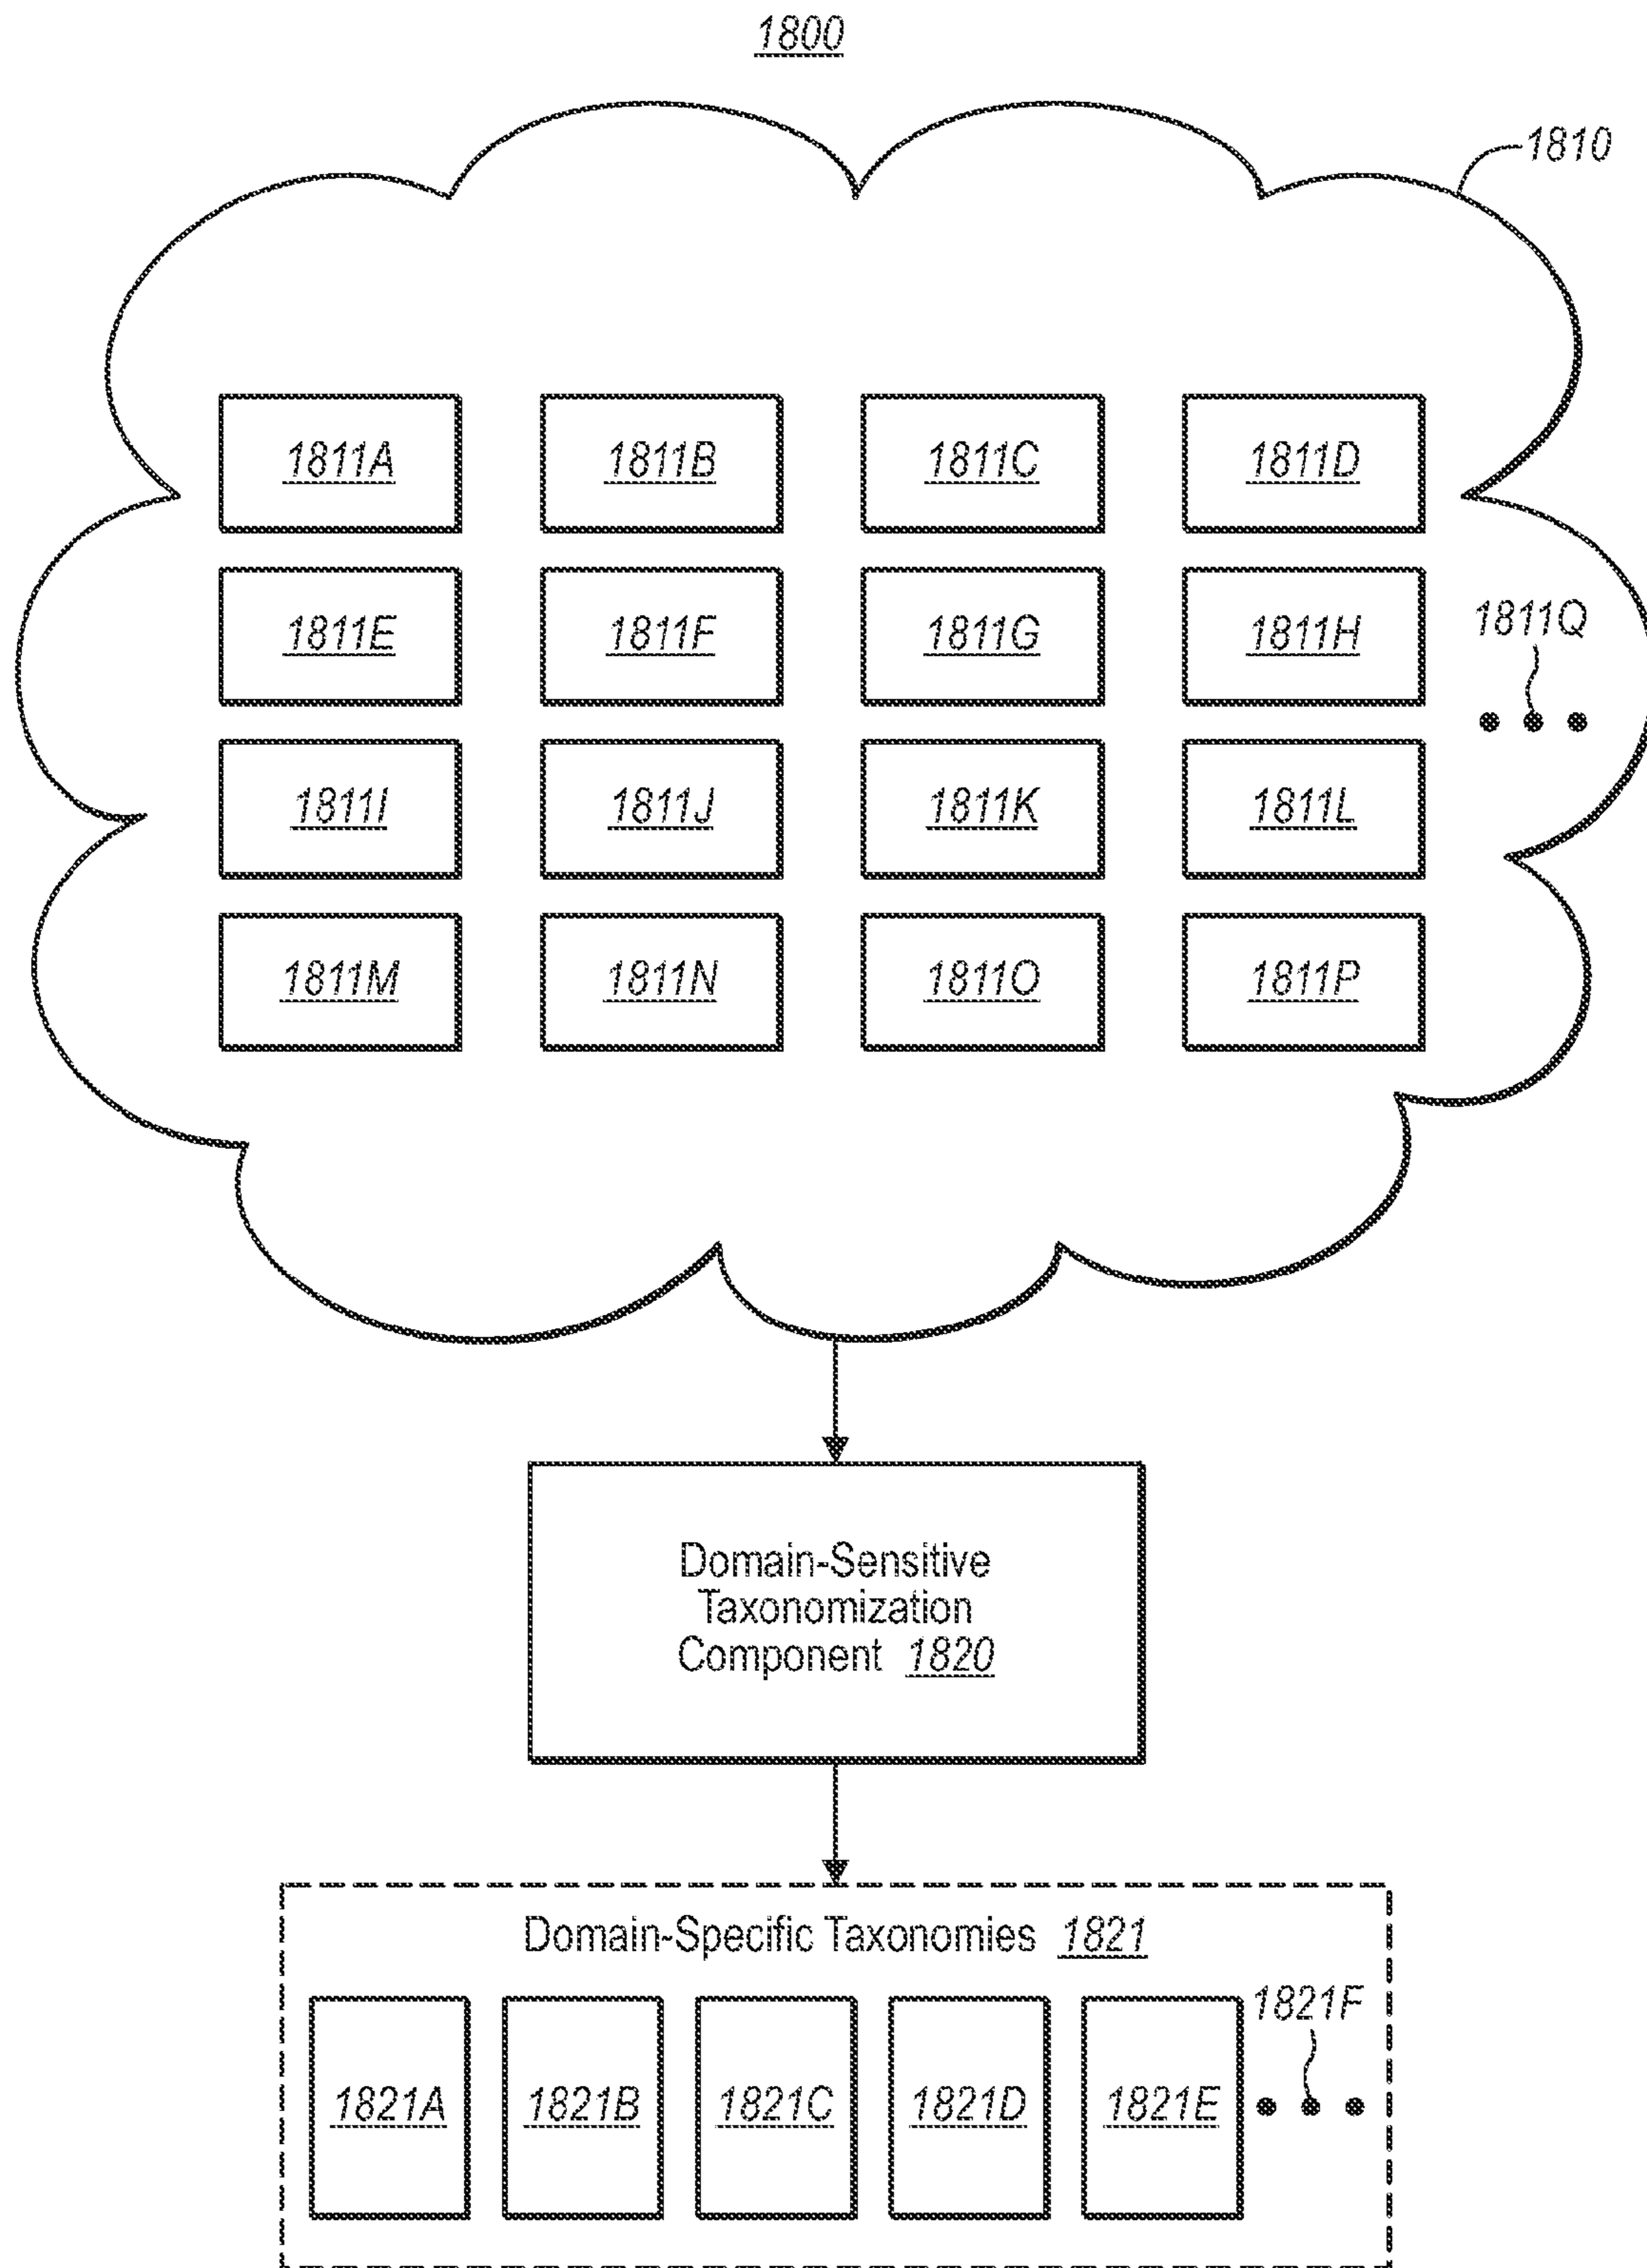 1800
1810
1811A 1811B 1811C 1811D
1811E 1811F 1811G 1811H
1811Q
1811I 1811J 1811K 1811L
1811M 1811N 1811O 1811P
Domain-Sensitive
Taxonomization
Component 1820
Domain-Specific Taxonomies 1821
1821F
1821A 1821B 1821C 1821D 1821E